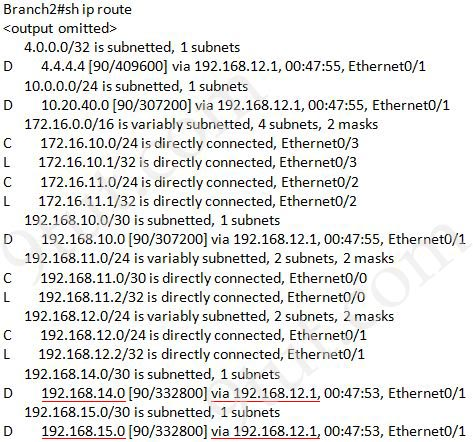 Branch2#sh ip route
<output omitted>
4.0.0.0/32 is subnetted, 1 subnets
D 4.4.4.4 [90/409600] via 192.168.12.1, 00:47:55, Ethernet0/1
10.0.0.0/24 is subnetted, 1 subnets
D 10.20.40.0 [90/307200] via 192.168.12.1, 00:47:55, Ethernet0/1
172.16.0.0/16 is variably subnetted, 4 subnets, 2 masks
C 172.16.10.0/24 is directly connected, Ethernet0/3
L 172.16.10.1/32 is directly connected, Ethernet0/3
C 172.16.11.0/24 is directly connected, Ethernet0/2
L 172.16.11.1/32 is directly connected, Ethernet0/2
192.168.10.0/30 is subnetted, 1 subnets
D 192.168.10.0 [90/307200] via 192.168.12.1, 00:47:55, Ethernet0/1
192.168.11.0/24 is variably subnetted, 2 subnets, 2 masks
C 192.168.11.0/30 is directly connected, Ethernet0/0
L 192.168.11.2/32 is directly connected, Ethernet0/0
192.168.12.0/24 is variably subnetted, 2 subnets, 2 masks
C 192.168.12.0/24 is directly connected, Ethernet0/1
L 192.168.12.2/32 is directly connected, Ethernet0/1
192.168.14.0/30 is subnetted, 1 subnets
D 192.168.14.0 [90/332800] via 192.168.12.1, 00:47:53, Ethernet0/1
192.168.15.0/30 is subnetted, 1 subnets
D 192.168.15.0 [90/332800] via 192.168.12.1, 00:47:53, Ethernet0/1
9tut.com
9tut.com